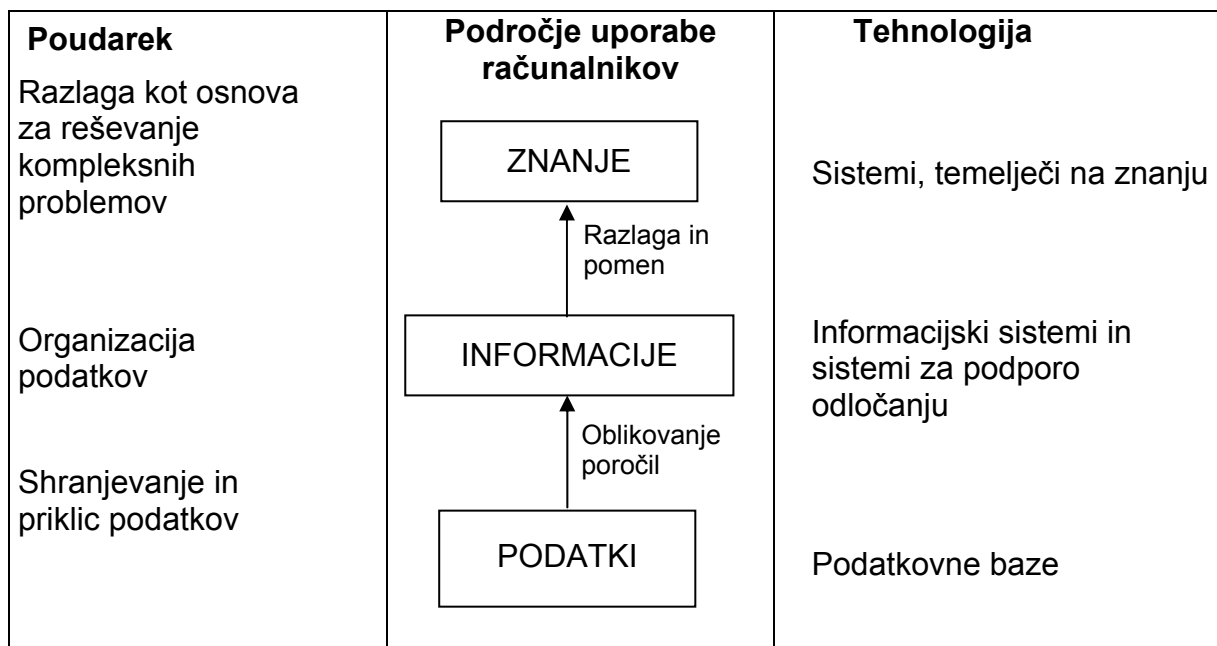 Poudarek
Razlaga kot osnova
za reševanje
kompleksnih
problemov
Organizacija
podatkov
Shranjevanje in
priklic podatkov
Področje uporabe
računalnikov
ZNANJE
Razlaga in
pomen
INFORMACIJE
Oblikovanje
poročil
PODATKI
Tehnologija
Sistemi, temelječi na znanju
Informacijski sistemi in
sistemi za podporo
odločanju
Podatkovne baze